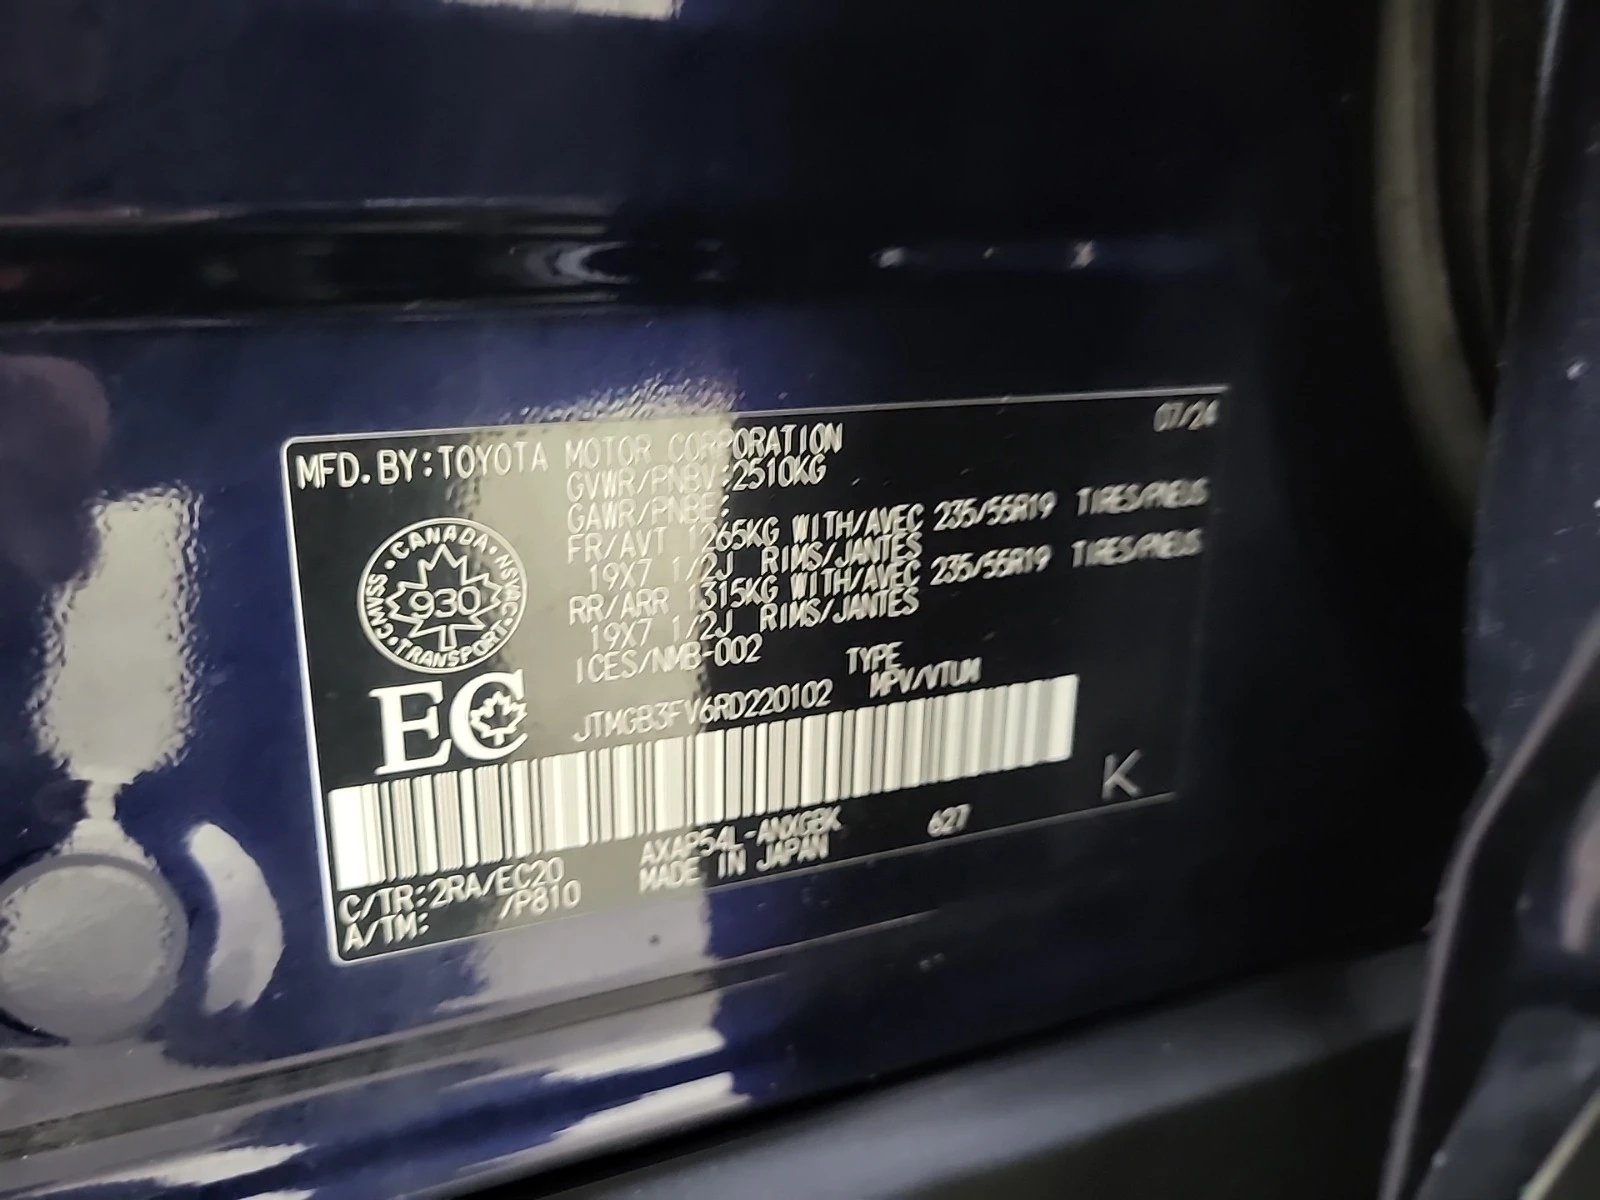 07/24
MFD.BY:TOYOTA MOTOR CORPORATION
GVWR/PNBV:2510KG
GAWR/PNBE:
FR/AVT 1265KG WITH/AVEC 235/55R19 TIRES/PNEUS
19X7 1/2J RIMS/JANTES
RR/ARR 1315KG WITH/AVEC 235/55R19 TIRES/PNEUS
19X7 1/2J RIMS/JANTES
ICES/NMB-002
CANADA
CMVSS · NSVAC
930
TRANSPORT
EC
TYPE
JTMGB3FV6RD220102 MPV/VTUM
K
AXAP54L-ANXGBK 627
C/TR:2RA/EC20 MADE IN JAPAN
A/TM: /P810